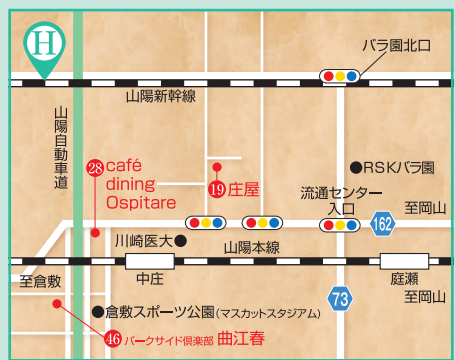 H
バラ園北口
山陽新幹線
山陽自動車道
28 café
dining
Ospitare
19 庄屋
RSKバラ園
流通センター
入口
至岡山
162
川崎医大
山陽本線
至倉敷
中庄
庭瀬
至岡山
73
倉敷スポーツ公園(マスカットスタジアム)
46 パークサイド倶楽部 曲江春